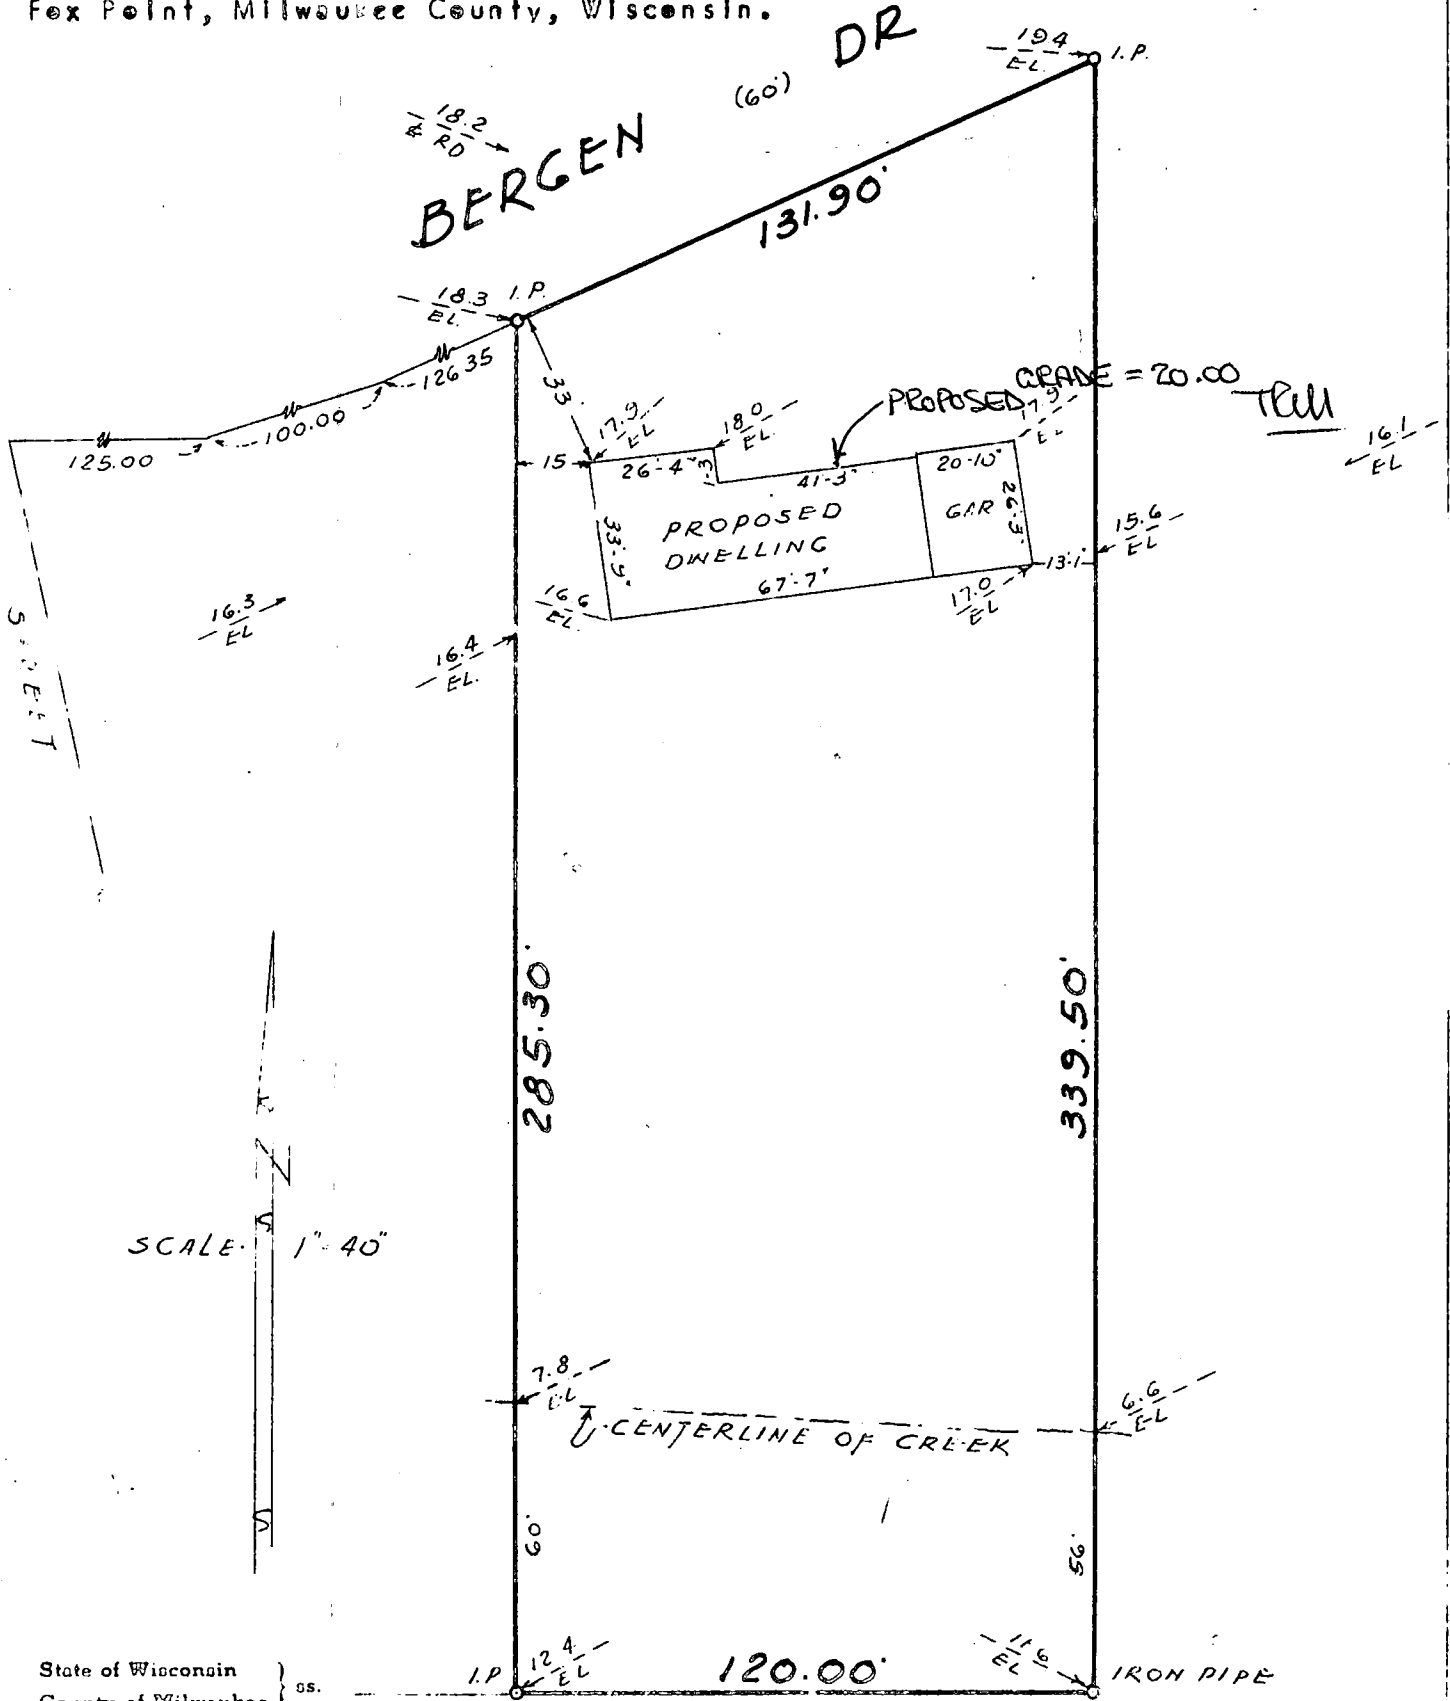 Fox Point, Milwaukee County, Wisconsin.
BERGEN DR
(60')
19.4
EL.
I.P.
18.2
RD
131.90'
18.3
EL.
I.P.
126.35
100.00
125.00
33
PROPOSED GRADE = 20.00
17.9
EL
18.0
EL.
17.9
EL
16.1
EL
15
26'-4"
41'-3"
20'-10"
33'-9"
PROPOSED
DWELLING
GAR
26'-3"
15.6
EL
13'-1"
67'-7"
16.6
EL.
17.0
EL
16.3
EL
16.4
EL.
285.30'
339.50'
N
S
SCALE. 1"-40"
S
7.8
EL
6.6
EL
CENTERLINE OF CREEK
60'
56'
State of Wisconsin
County of Milwaukee } ss.
I.P
12.4
EL
120.00'
11.6
EL
IRON PIPE